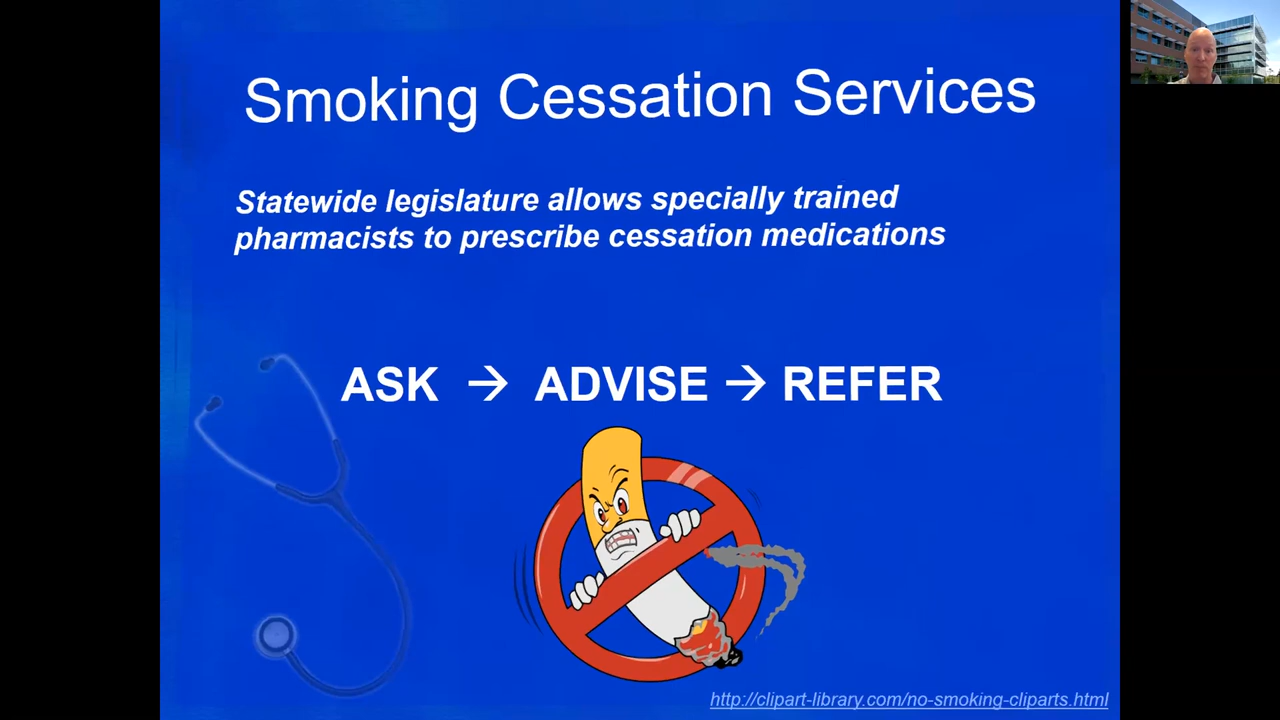 Smoking Cessation Services
Statewide legislature allows specially trained
pharmacists to prescribe cessation medications
ASK → ADVISE → REFER
http://clipart-library.com/no-smoking-cliparts.html